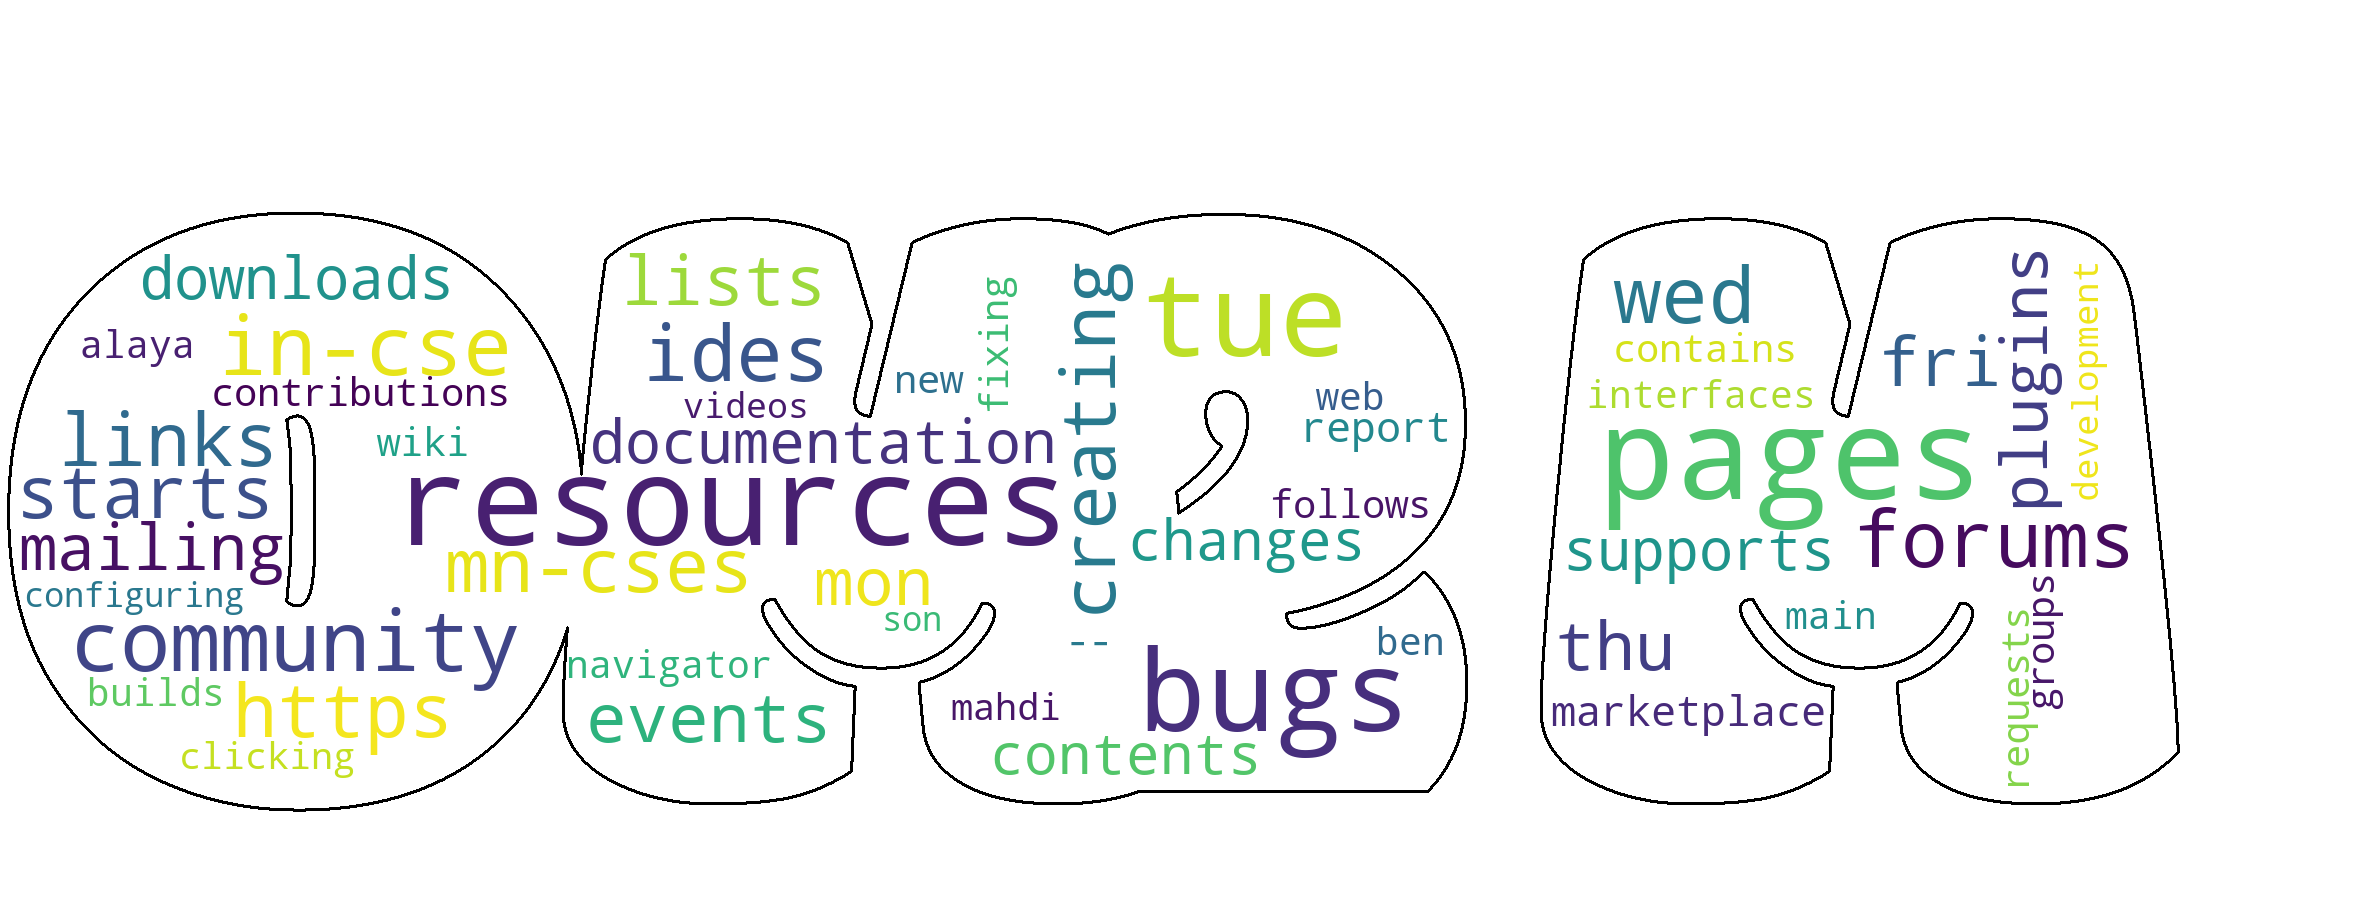 downloads
alaya
in-cse
contributions
links
wiki
starts
mailing
configuring
community
builds
https
clicking
lists
ides
videos
new
fixing
documentation
resources
mn-cses
mon
son
navigator
events
creating
--
tue
web
report
follows
changes
ben
bugs
mahdi
contents
wed
contains
interfaces
fri
plugins
development
pages
supports
forums
main
thu
marketplace
groups
requests